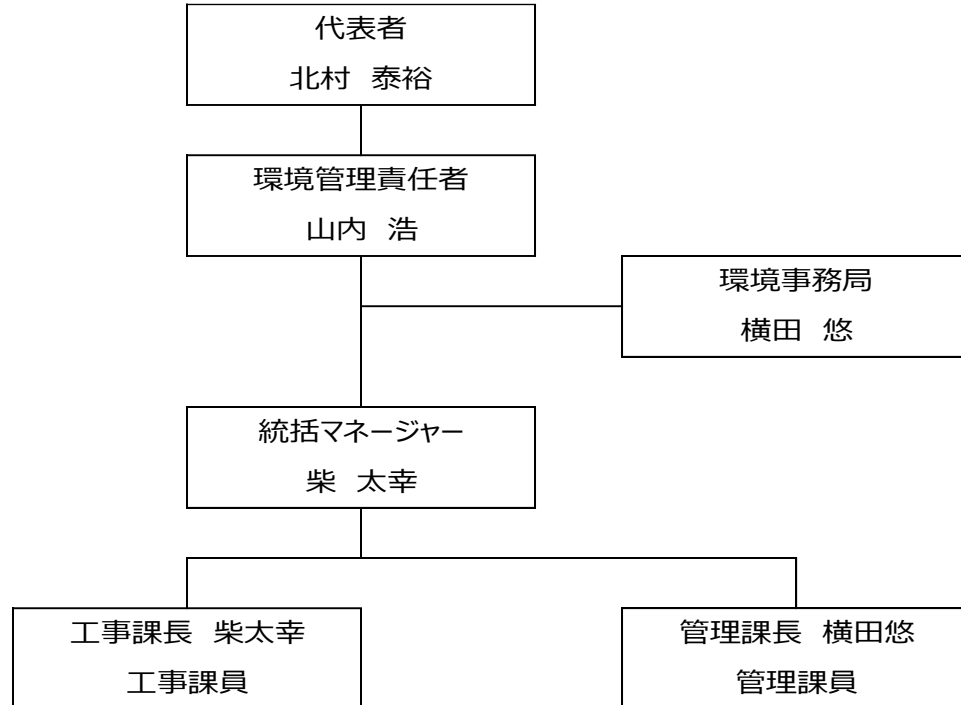 代表者
北村 泰裕
環境管理責任者
山内 浩
環境事務局
横田 悠
統括マネージャー
柴 太幸
工事課長 柴太幸
工事課員
管理課長 横田悠
管理課員